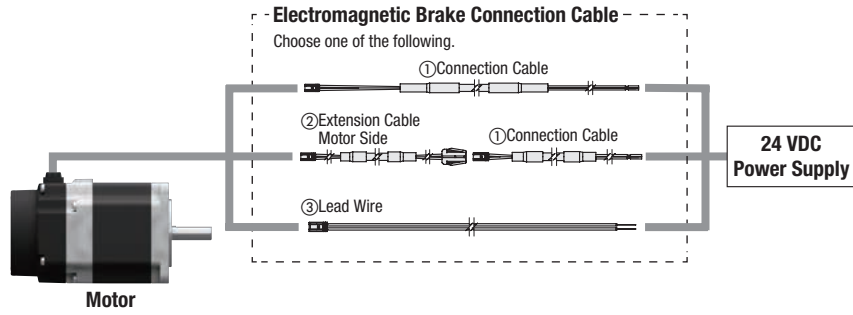 Electromagnetic Brake Connection Cable
Choose one of the following.
①Connection Cable
②Extension Cable
Motor Side
①Connection Cable
24 VDC
Power Supply
③Lead Wire
Motor